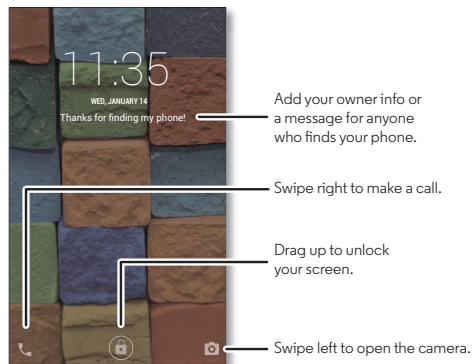 11:35
WED, JANUARY 14
Thanks for finding my phone!
Add your owner info or
a message for anyone
who finds your phone.
Swipe right to make a call.
Drag up to unlock
your screen.
Swipe left to open the camera.